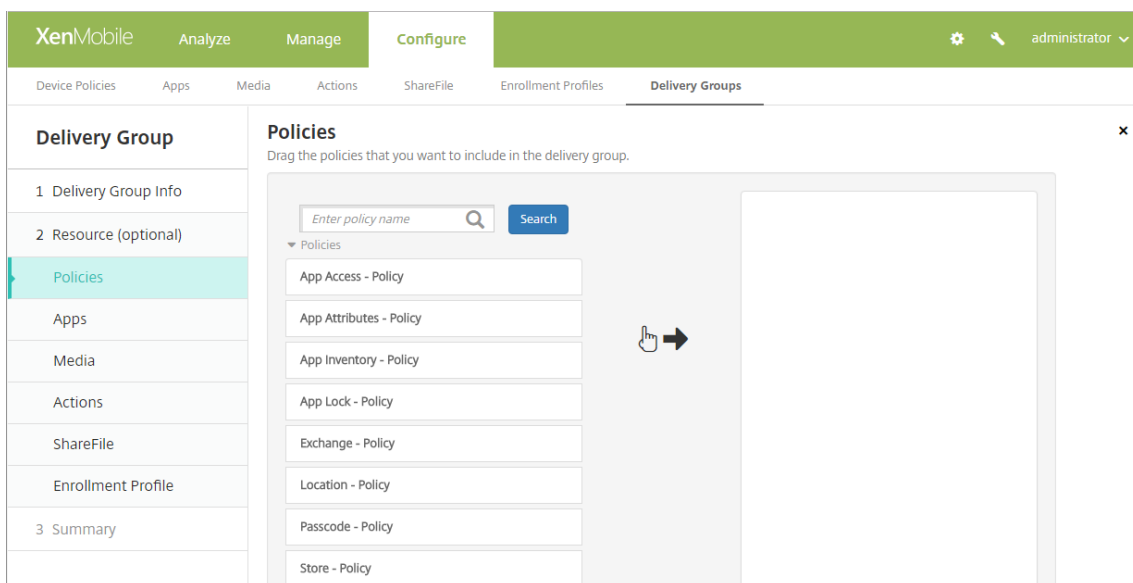 XenMobile Analyze Manage Configure administrator
Device Policies Apps Media Actions ShareFile Enrollment Profiles Delivery Groups
Delivery Group
1 Delivery Group Info
2 Resource (optional)
Policies
Apps
Media
Actions
ShareFile
Enrollment Profile
3 Summary
Policies
Drag the policies that you want to include in the delivery group.
Enter policy name Search
Policies
App Access - Policy
App Attributes - Policy
App Inventory - Policy
App Lock - Policy
Exchange - Policy
Location - Policy
Passcode - Policy
Store - Policy